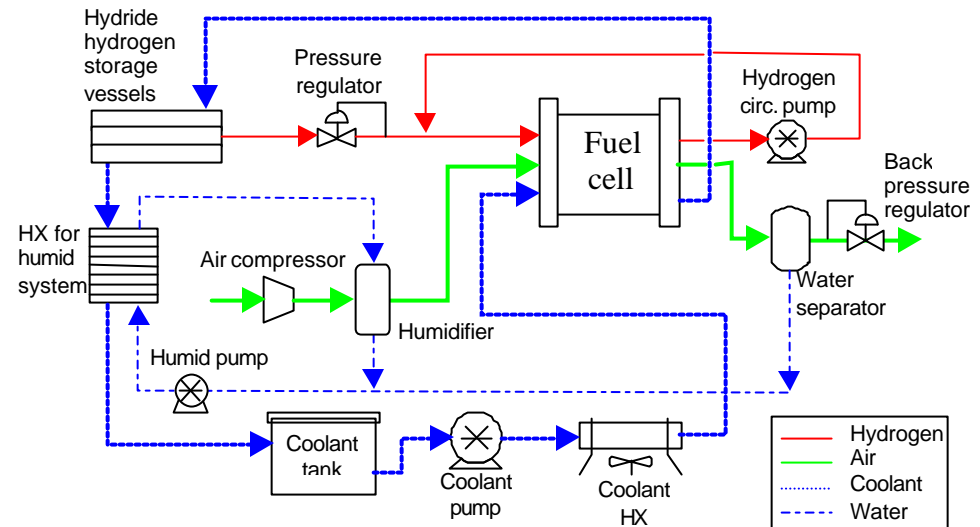 Hydride
hydrogen
storage
vessels
Pressure
regulator
Hydrogen
circ. pump
Fuel
cell
Back
pressure
regulator
HX for
humid
system
Air compressor
Humidifier
Water
separator
Humid pump
Coolant
tank
Coolant
pump
Coolant
HX
Hydrogen
Air
Coolant
Water